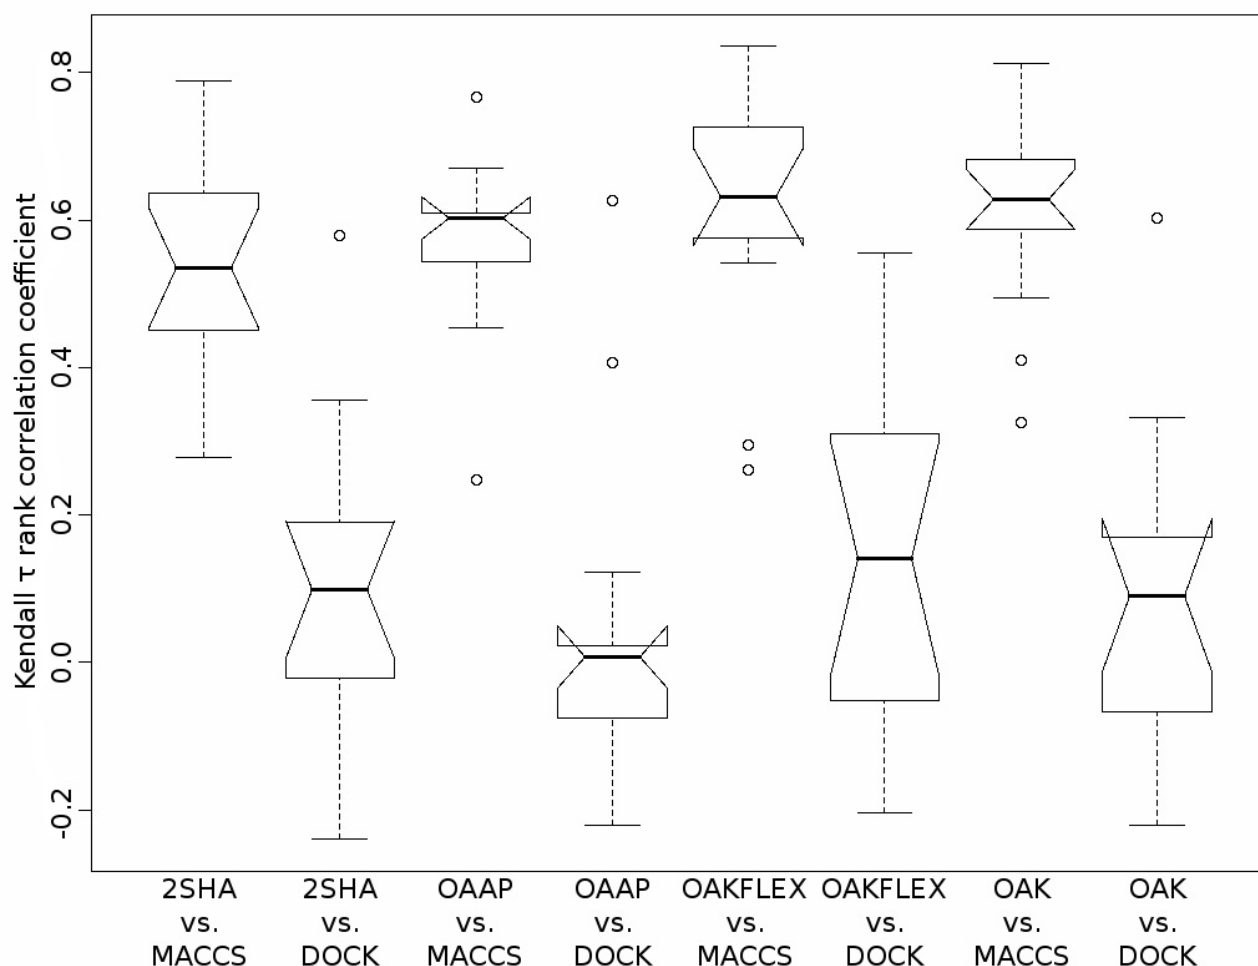 Kendall τ rank correlation coefficient
0.8
0.6
0.4
0.2
0.0
-0.2
2SHA 2SHA OAAP OAAP OAKFLEX OAKFLEX OAK OAK
vs. vs. vs. vs. vs. vs. vs. vs.
MACCS DOCK MACCS DOCK MACCS DOCK MACCS DOCK